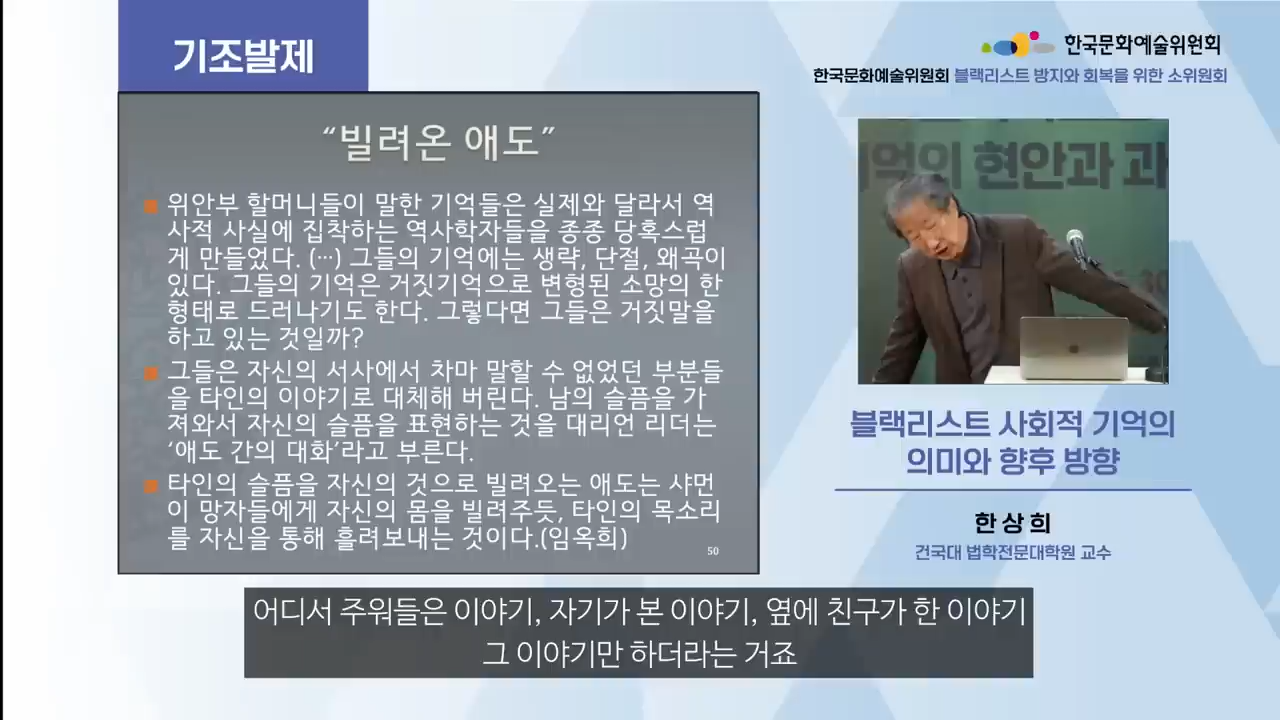 기조발제
한국문화예술위원회
한국문화예술위원회 블랙리스트 방지와 회복을 위한 소위원회
“빌려온 애도”
위안부 할머니들이 말한 기억들은 실제와 달라서 역
사적 사실에 집착하는 역사학자들을 종종 당혹스럽
게 만들었다. (…) 그들의 기억에는 생략, 단절, 왜곡이
있다. 그들의 기억은 거짓기억으로 변형된 소망의 한
형태로 드러나기도 한다. 그렇다면 그들은 거짓말을
하고 있는 것일까?
그들은 자신의 서사에서 차마 말할 수 없었던 부분들
을 타인의 이야기로 대체해 버린다. 남의 슬픔을 가
져와서 자신의 슬픔을 표현하는 것을 대리언 리더는
‘애도 간의 대화’라고 부른다.
타인의 슬픔을 자신의 것으로 빌려오는 애도는 샤먼
이 망자들에게 자신의 몸을 빌려주듯, 타인의 목소리
를 자신을 통해 흘려보내는 것이다.(임옥희)
50
억의 현안과 과
블랙리스트 사회적 기억의
의미와 향후 방향
한상희
건국대 법학전문대학원 교수
어디서 주워들은 이야기, 자기가 본 이야기, 옆에 친구가 한 이야기
그 이야기만 하더라는 거죠